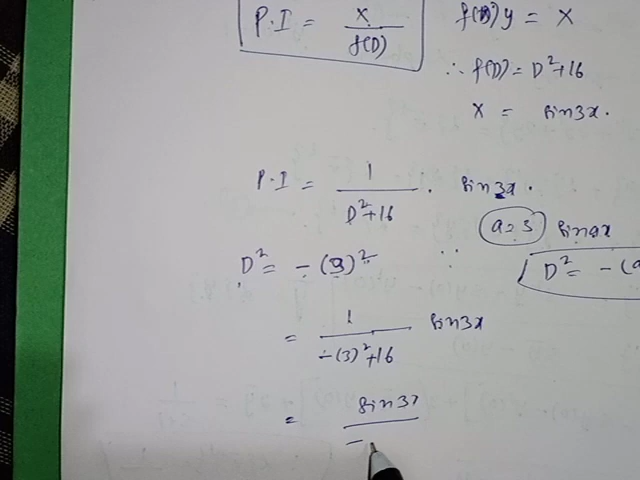 P.I = X / f(D)
f(D)y = X
∴ f(D) = D²+16
X = sin3x.
P.I = 1 / D²+16 . sin3x.
a=3 sinax
D² = -(3)² ∵ D² = -(a
= 1 / -(3)²+16 sin3x
= sin3x / -